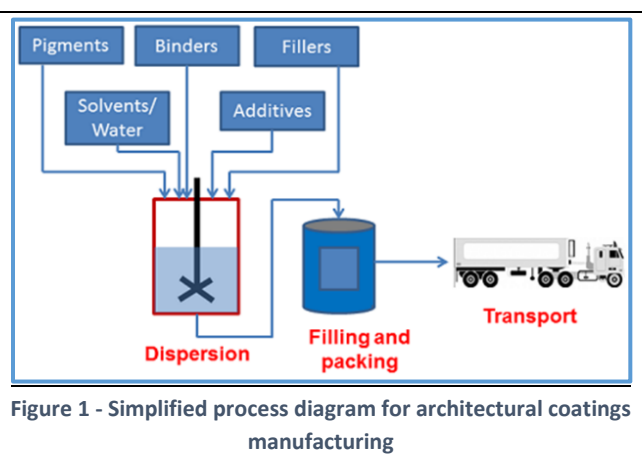 Pigments
Binders
Fillers
Solvents/
Water
Additives
Dispersion
Filling and
packing
Transport
Figure 1 - Simplified process diagram for architectural coatings
manufacturing